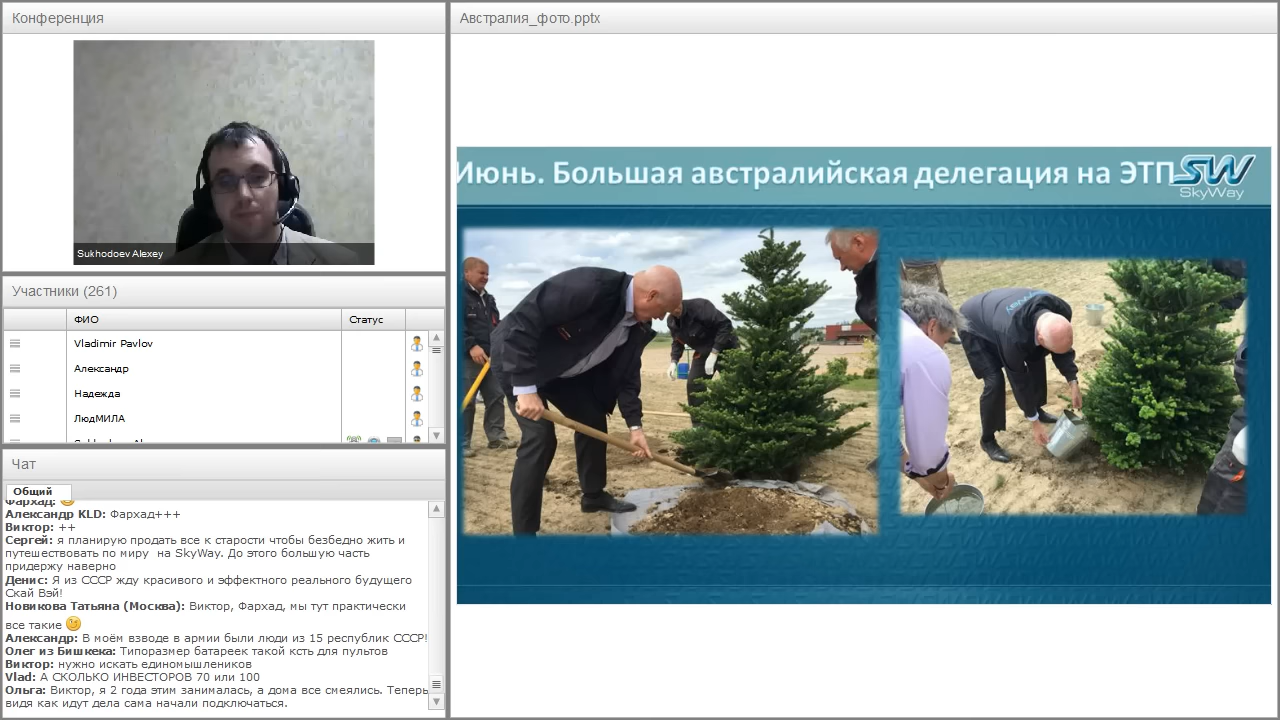 Конференция
Sukhodoev Alexey
Участники (261)
ФИО
Статус
Vladimir Pavlov
Александр
Надежда
ЛюдМИЛА
Чат
Общий
Фархад:
Александр KLD: Фархад+++
Виктор: ++
Сергей: я планирую продать все к старости чтобы безбедно жить и
путешествовать по миру на SkyWay. До этого большую часть
придержу наверно
Денис: Я из СССР жду красивого и эффектного реального будущего
Скай Вэй!
Новикова Татьяна (Москва): Виктор, Фархад, мы тут практически
все такие
Александр: В моём взводе в армии были люди из 15 республик СССР!
Олег из Бишкека: Типоразмер батареек такой ксть для пультов
Виктор: нужно искать единомышлеников
Vlad: А СКОЛЬКО ИНВЕСТОРОВ 70 или 100
Ольга: Виктор, я 2 года этим занималась, а дома все смеялись. Теперь
видя как идут дела сама начали подключаться.
Австралия_фото.pptx
Июнь. Большая австралийская делегация на ЭТП
SW
SkyWay